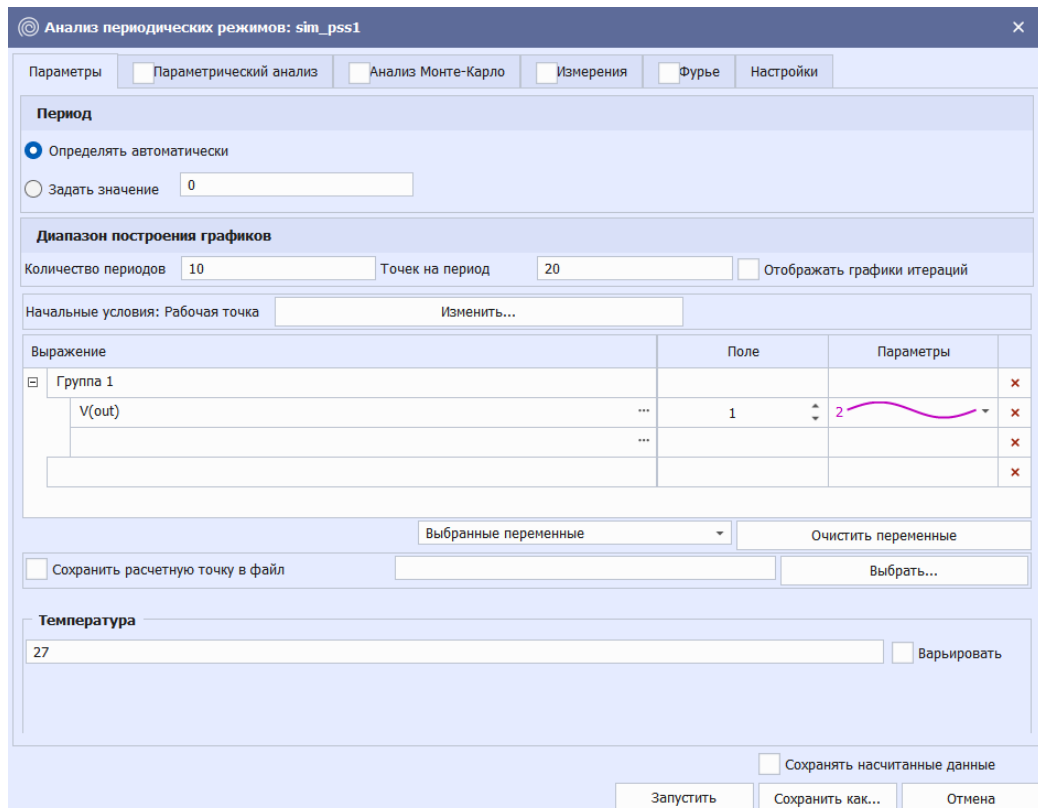 Анализ периодических режимов: sim_pss1
Параметры Параметрический анализ Анализ Монте-Карло Измерения Фурье Настройки
Период
Определять автоматически
Задать значение 0
Диапазон построения графиков
Количество периодов 10 Точек на период 20 Отображать графики итераций
Начальные условия: Рабочая точка Изменить...
Выражение Поле Параметры
Группа 1
V(out) ... 1 2
...
Выбранные переменные Очистить переменные
Сохранить расчетную точку в файл Выбрать...
Температура
27 Варьировать
Сохранять насчитанные данные
Запустить Сохранить как... Отмена